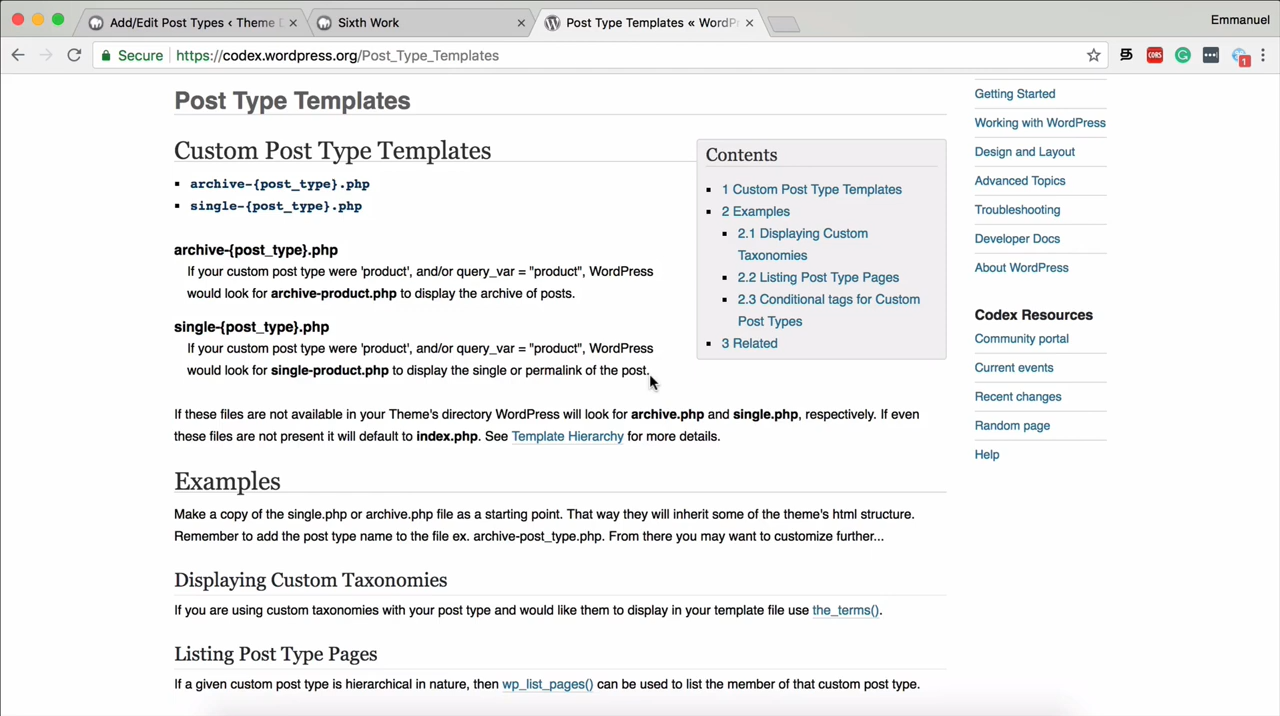 Add/Edit Post Types ‹ Theme
Sixth Work
Post Type Templates « WordPr
Emmanuel
Secure
https://codex.wordpress.org/Post_Type_Templates
CORS
1
Post Type Templates
Custom Post Type Templates
archive-{post_type}.php
single-{post_type}.php
archive-{post_type}.php
If your custom post type were 'product', and/or query_var = "product", WordPress
would look for archive-product.php to display the archive of posts.
single-{post_type}.php
If your custom post type were 'product', and/or query_var = "product", WordPress
would look for single-product.php to display the single or permalink of the post.
If these files are not available in your Theme's directory WordPress will look for archive.php and single.php, respectively. If even
these files are not present it will default to index.php. See Template Hierarchy for more details.
Examples
Make a copy of the single.php or archive.php file as a starting point. That way they will inherit some of the theme's html structure.
Remember to add the post type name to the file ex. archive-post_type.php. From there you may want to customize further...
Displaying Custom Taxonomies
If you are using custom taxonomies with your post type and would like them to display in your template file use the_terms().
Listing Post Type Pages
If a given custom post type is hierarchical in nature, then wp_list_pages() can be used to list the member of that custom post type.
Contents
1 Custom Post Type Templates
2 Examples
2.1 Displaying Custom
Taxonomies
2.2 Listing Post Type Pages
2.3 Conditional tags for Custom
Post Types
3 Related
Getting Started
Working with WordPress
Design and Layout
Advanced Topics
Troubleshooting
Developer Docs
About WordPress
Codex Resources
Community portal
Current events
Recent changes
Random page
Help